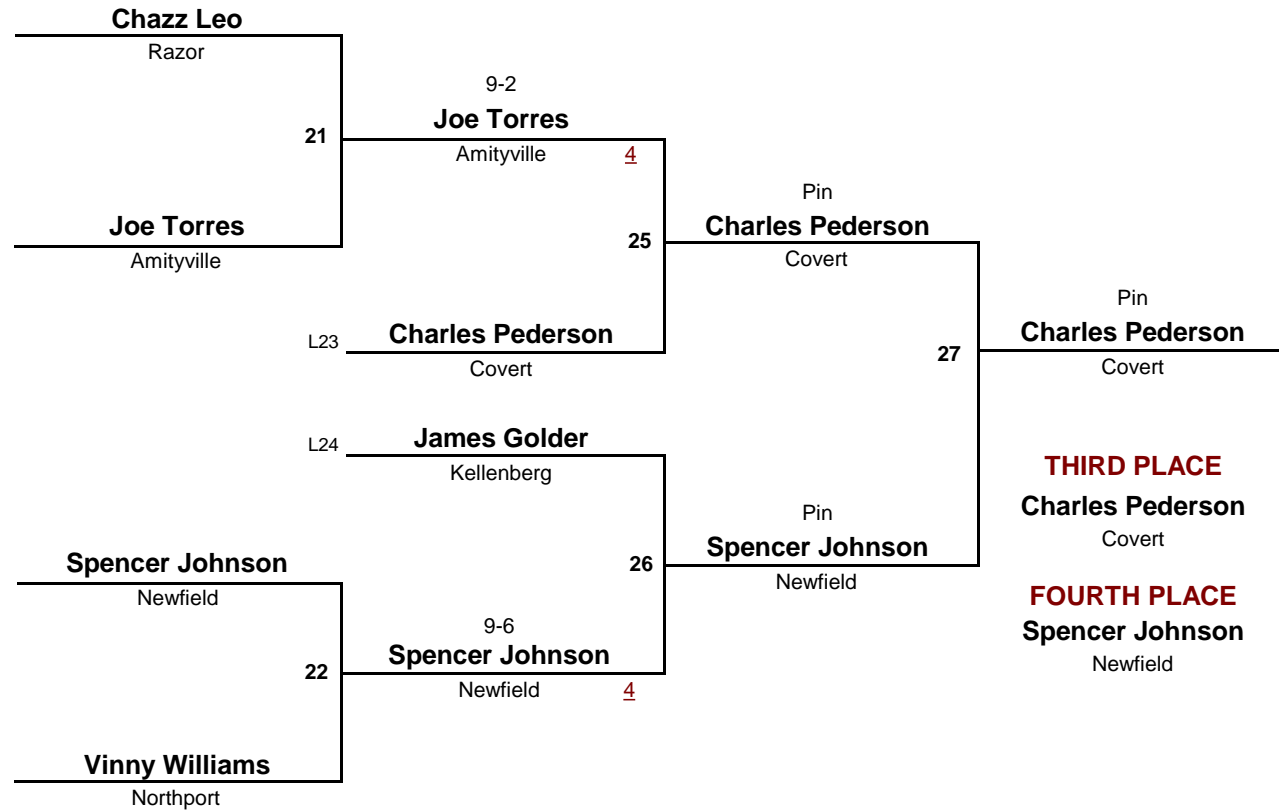 Chazz Leo
Razor
9-2
Joe Torres
21
Amityville 4
Pin
Joe Torres
Charles Pederson
25
Amityville
Covert
Pin
L23 Charles Pederson
Charles Pederson
27
Covert
Covert
L24 James Golder
Kellenberg
THIRD PLACE
Charles Pederson
Pin
Covert
Spencer Johnson
Spencer Johnson
26
Newfield
Newfield
FOURTH PLACE
9-6
Spencer Johnson
Spencer Johnson
Newfield
22
Newfield 4
Vinny Williams
Northport